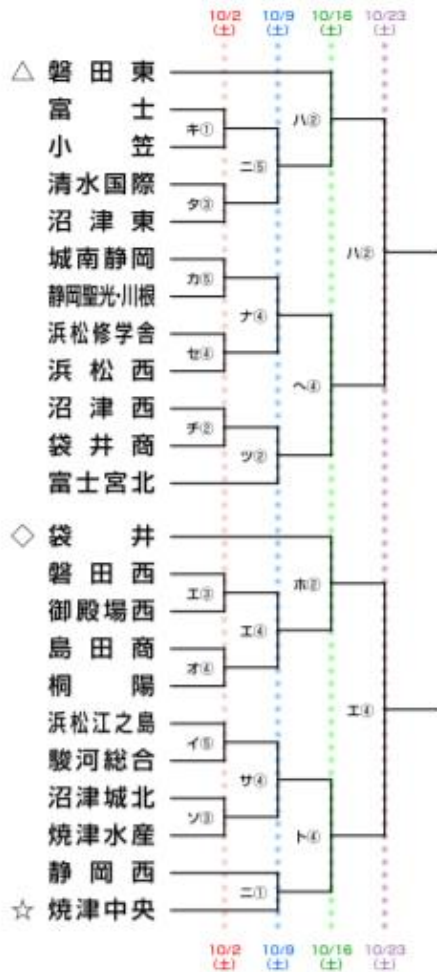 10/2 10/9 10/16 10/23
(土) (土) (土) (土)
△ 磐田東
富士
キ①
小笠
ハ②
ニ⑤
清水国際
タ③
沼津東
城南静岡
カ⑤
静岡聖光・川根
ナ④
ハ②
浜松修学舎
セ④
浜松西
ヘ④
沼津西
チ②
袋井商
ツ②
富士宮北
◇ 袋井
磐田西
エ③
御殿場西
ホ②
エ④
島田商
オ④
桐陽
エ④
浜松江之島
イ⑤
駿河総合
サ④
沼津城北
ソ③
焼津水産
ト④
静岡西
ニ①
☆ 焼津中央
10/2 10/9 10/16 10/23
(土) (土) (土) (土)